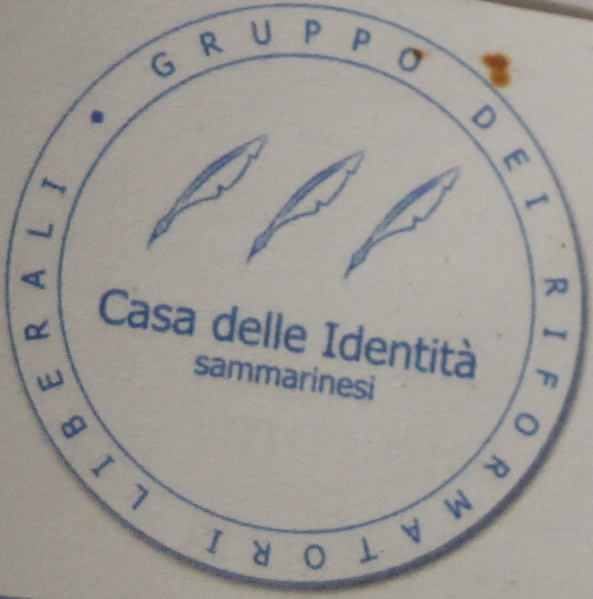 GRUPPO DEI RIFORMATORI LIBERALI •
Casa delle Identità
sammarinesi